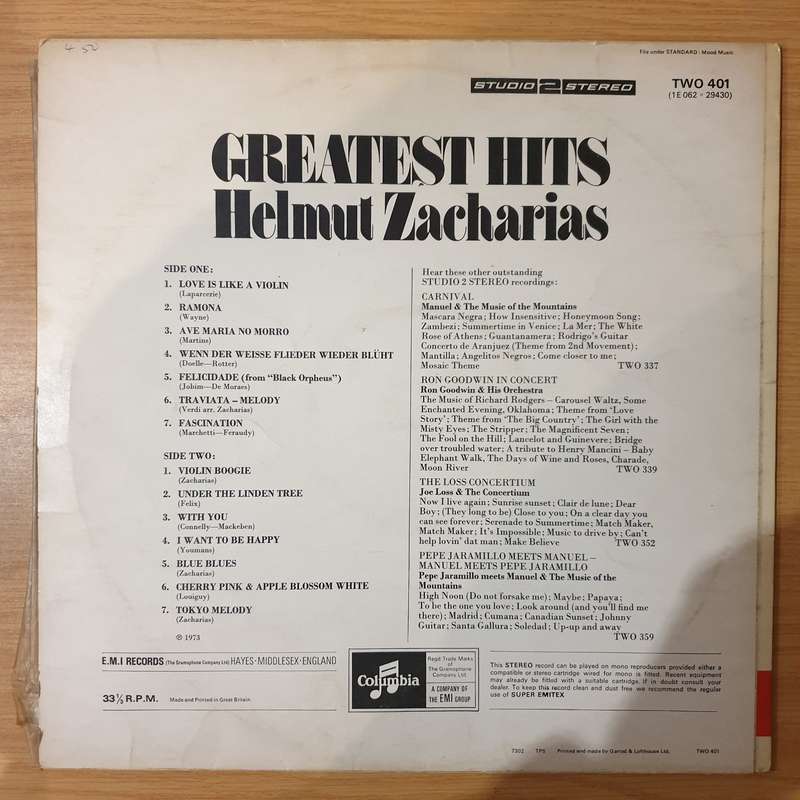 4 50
File under STANDARD : Mood Music
STUDIO 2 STEREO
TWO 401
(1E 062 · 29430)
GREATEST HITS
Helmut Zacharias
SIDE ONE:
1. LOVE IS LIKE A VIOLIN
(Laparcerie)
2. RAMONA
(Wayne)
3. AVE MARIA NO MORRO
(Martins)
4. WENN DER WEISSE FLIEDER WIEDER BLÜHT
(Doelle—Rotter)
5. FELICIDADE (from "Black Orpheus")
(Jobim—De Moraes)
6. TRAVIATA – MELODY
(Verdi arr. Zacharias)
7. FASCINATION
(Marchetti—Feraudy)
SIDE TWO:
1. VIOLIN BOOGIE
(Zacharias)
2. UNDER THE LINDEN TREE
(Felix)
3. WITH YOU
(Connelly—Mackeben)
4. I WANT TO BE HAPPY
(Youmans)
5. BLUE BLUES
(Zacharias)
6. CHERRY PINK & APPLE BLOSSOM WHITE
(Louiguy)
7. TOKYO MELODY
(Zacharias)
℗ 1973
Hear these other outstanding
STUDIO 2 STEREO recordings:
CARNIVAL
Manuel & The Music of the Mountains
Mascara Negra; How Insensitive; Honeymoon Song;
Zambezi; Summertime in Venice; La Mer; The White
Rose of Athens; Guantanamera; Rodrigo's Guitar
Concerto de Aranjuez (Theme from 2nd Movement);
Mantilla; Angelitos Negros; Come closer to me;
Mosaic Theme TWO 337
RON GOODWIN IN CONCERT
Ron Goodwin & His Orchestra
The Music of Richard Rodgers – Carousel Waltz, Some
Enchanted Evening, Oklahoma; Theme from 'Love
Story'; Theme from 'The Big Country'; The Girl with the
Misty Eyes; The Stripper; The Magnificent Seven;
The Fool on the Hill; Lancelot and Guinevere; Bridge
over troubled water; A tribute to Henry Mancini – Baby
Elephant Walk, The Days of Wine and Roses, Charade,
Moon River TWO 339
THE LOSS CONCERTIUM
Joe Loss & The Concertium
Now I live again; Sunrise sunset; Clair de lune; Dear
Boy; (They long to be) Close to you; On a clear day you
can see forever; Serenade to Summertime; Match Maker,
Match Maker; It's Impossible; Music to drive by; Can't
help lovin' dat man; Make Believe TWO 352
PEPE JARAMILLO MEETS MANUEL –
MANUEL MEETS PEPE JARAMILLO
Pepe Jaramillo meets Manuel & The Music of the
Mountains
High Noon (Do not forsake me); Maybe; Papaya;
To be the one you love; Look around (and you'll find me
there); Madrid; Cumana; Canadian Sunset; Johnny
Guitar; Santa Gallura; Soledad; Up-up and away
TWO 359
E.M.I RECORDS (The Gramophone Company Ltd.) HAYES · MIDDLESEX · ENGLAND
33⅓ R.P.M. Made and Printed in Great Britain.
Columbia
Regd Trade Marks
of The Gramophone
Company Ltd.
A COMPANY OF
THE EMI GROUP
This STEREO record can be played on mono reproducers provided either a
compatible or stereo cartridge wired for mono is fitted. Recent equipment
may already be fitted with a suitable cartridge. If in doubt consult your
dealer. To keep this record clean and dust free we recommend the regular
use of SUPER EMITEX
7302 TPS Printed and made by Garrod & Lofthouse Ltd. TWO 401